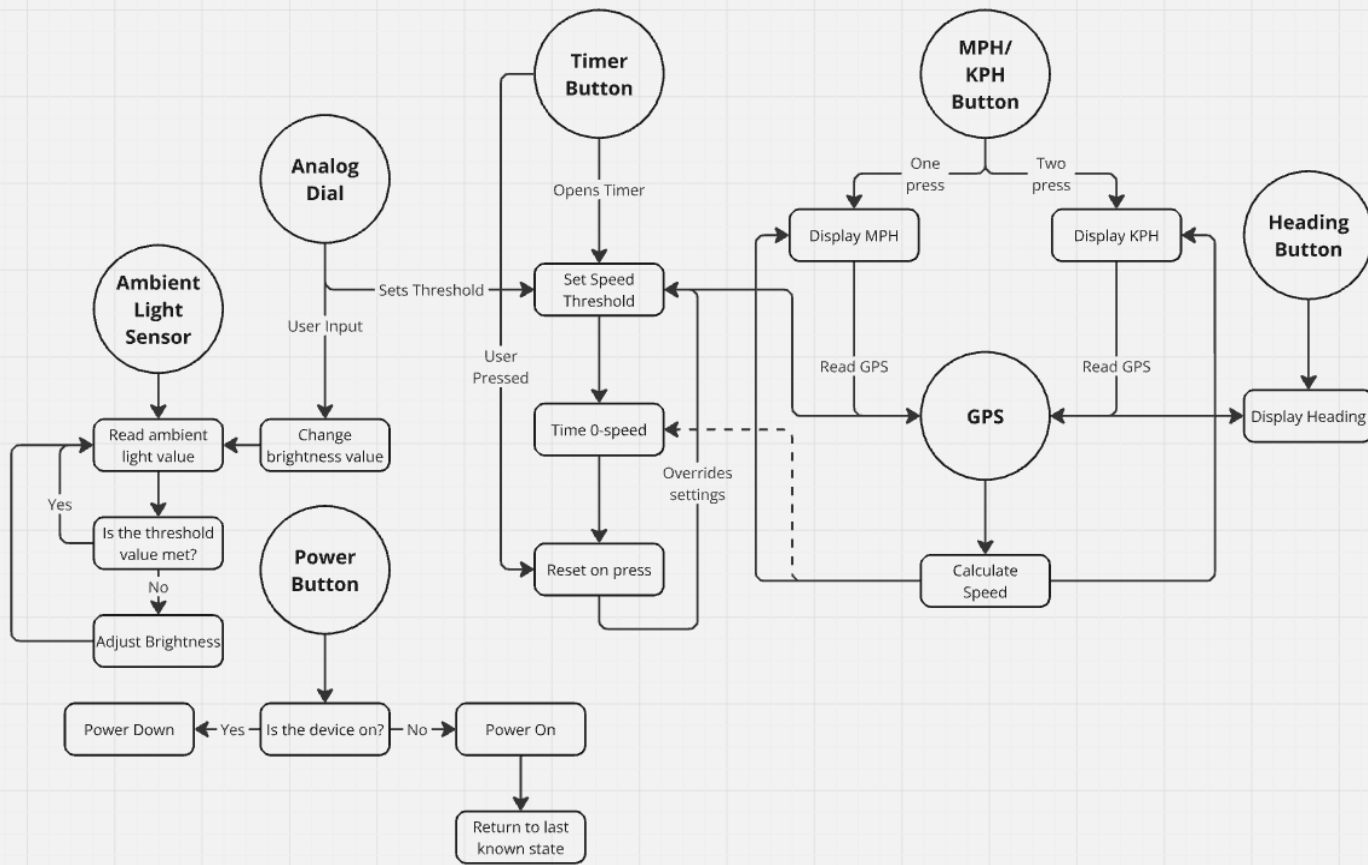 Timer
Button
MPH/
KPH
Button
Analog
Dial
One
press
Two
press
Opens Timer
Heading
Button
Display MPH
Display KPH
Ambient
Light
Sensor
Sets Threshold
Set Speed
Threshold
User Input
User
Pressed
Read GPS
Read GPS
GPS
Display Heading
Read ambient
light value
Change
brightness value
Time 0-speed
Overrides
settings
Yes
Is the threshold
value met?
Power
Button
Reset on press
Calculate
Speed
No
Adjust Brightness
Power Down
Yes
Is the device on?
No
Power On
Return to last
known state